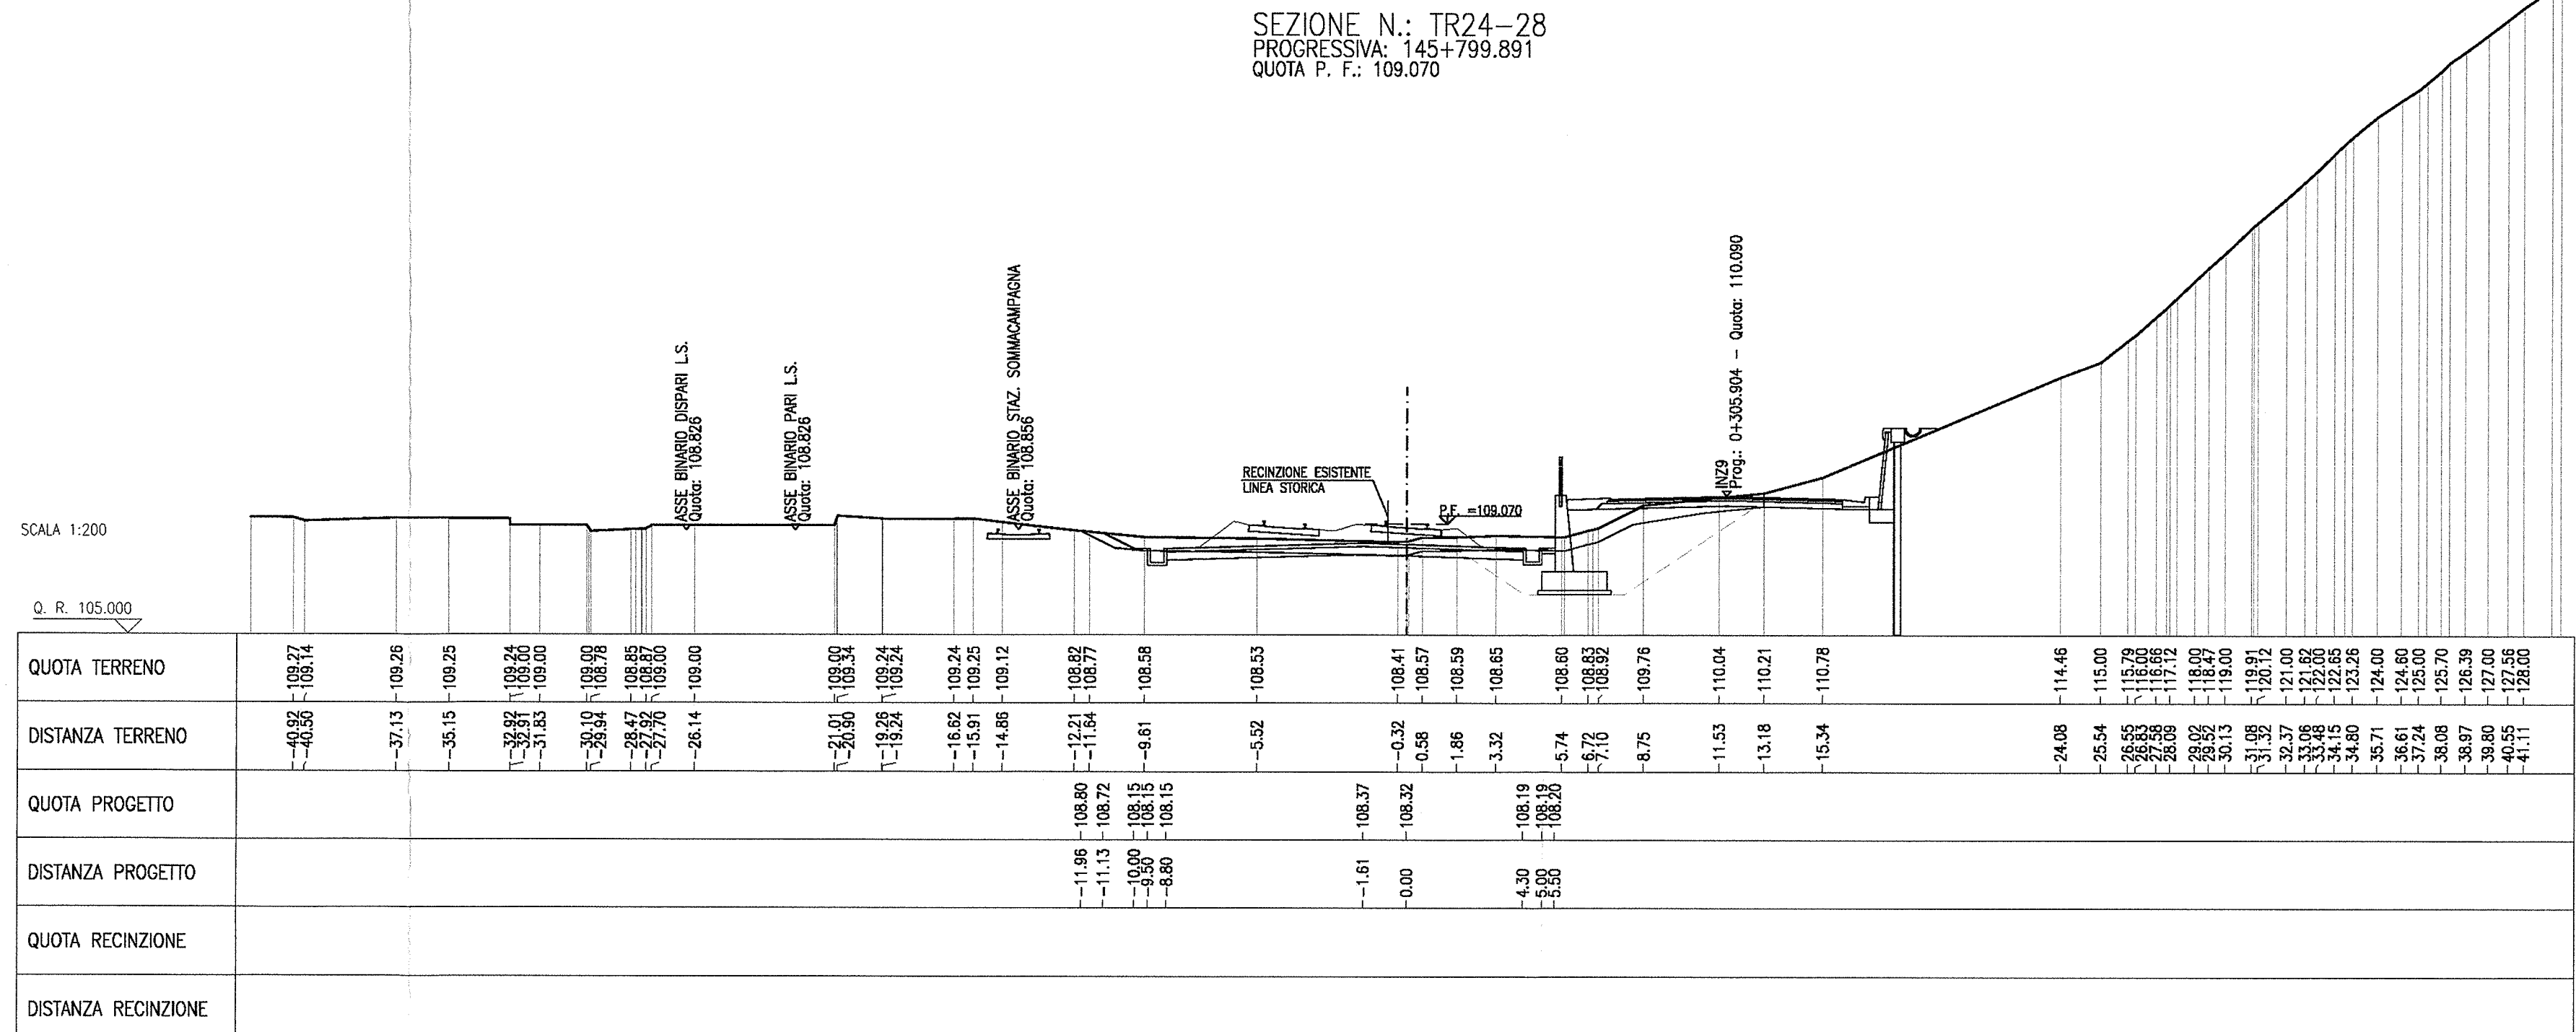 SEZIONE N.: TR24-28
PROGRESSIVA: 145+799.891
QUOTA P. F.: 109.070
ASSE BINARIO DISPARI L.S.
Quota: 108.826
ASSE BINARIO PARI L.S.
Quota: 108.826
ASSE BINARIO STAZ. SOMMACAMPAGNA
Quota: 108.856
RECINZIONE ESISTENTE
LINEA STORICA
P.F. =109.070
INZ9
Prog.: 0+305.904 - Quota: 110.090
SCALA 1:200
Q. R. 105.000
QUOTA TERRENO 109.27 109.14 109.26 109.25 109.24 109.00 109.00 109.00 108.78 108.85 108.87 109.00 109.00 109.00 109.34 109.24 109.24 109.24 109.25 109.12 108.82 108.77 108.58 108.53 108.41 108.57 108.59 108.65 108.60 108.83 108.92 109.76 110.04 110.21 110.78 114.46 115.00 115.79 116.00 116.66 117.12 118.00 118.47 119.00 119.91 120.12 121.00 121.62 122.00 122.65 123.26 124.00 124.60 125.00 125.70 126.39 127.00 127.56 128.00
DISTANZA TERRENO -40.92 -40.50 -37.13 -35.15 -32.92 -32.91 -31.83 -30.10 -29.94 -28.47 -27.92 -27.70 -26.14 -21.01 -20.90 -19.26 -19.24 -16.62 -15.91 -14.86 -12.21 -11.64 -9.61 -5.52 -0.32 0.58 1.86 3.32 5.74 6.72 7.10 8.75 11.53 13.18 15.34 24.08 25.54 26.55 26.83 27.58 28.09 29.02 29.52 30.13 31.08 31.32 32.37 33.06 33.48 34.15 34.80 35.71 36.61 37.24 38.08 38.97 39.80 40.55 41.11
QUOTA PROGETTO 108.80 108.72 108.15 108.15 108.15 108.37 108.32 108.19 108.19 108.20
DISTANZA PROGETTO -11.96 -11.13 -10.00 -9.50 -8.80 -1.61 0.00 4.30 5.00 5.50
QUOTA RECINZIONE
DISTANZA RECINZIONE